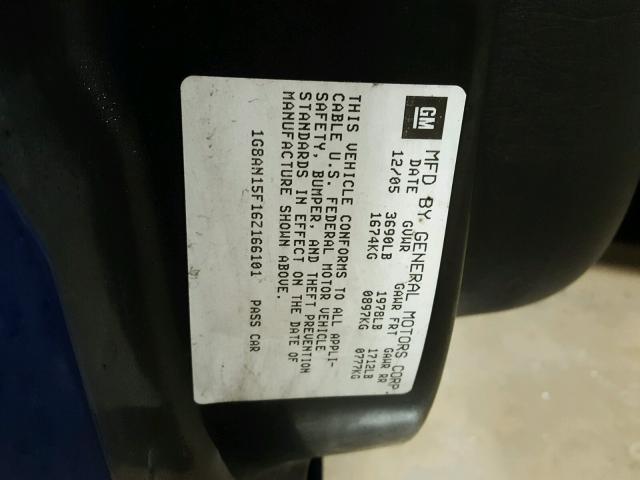 GM MFD BY GENERAL MOTORS CORP.
DATE GVWR GAWR FRT GAWR RR
12/05 3690LB 1978LB 1712LB
1674KG 0897KG 0777KG
THIS VEHICLE CONFORMS TO ALL APPLI-
CABLE U.S. FEDERAL MOTOR VEHICLE
SAFETY, BUMPER, AND THEFT PREVENTION
STANDARDS IN EFFECT ON THE DATE OF
MANUFACTURE SHOWN ABOVE.
1G8AN15F16Z166101 PASS CAR